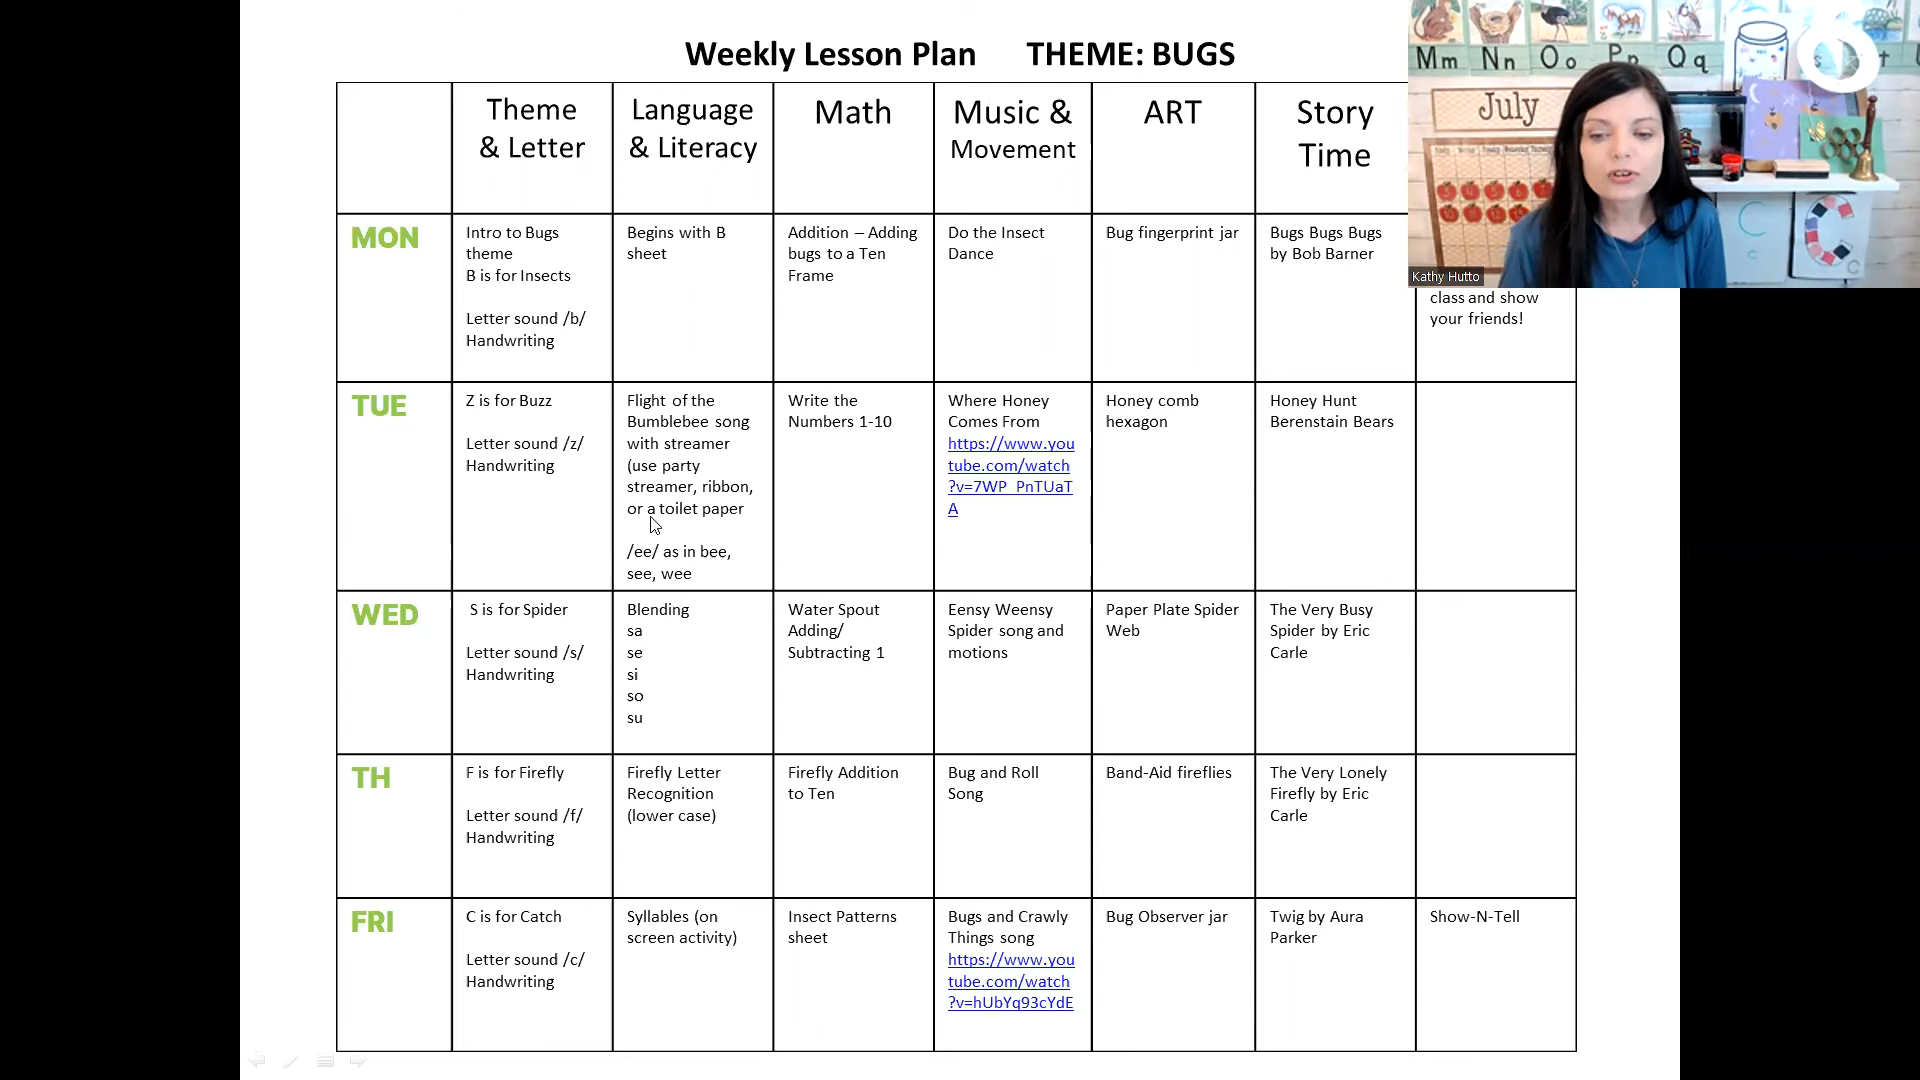 Weekly Lesson Plan THEME: BUGS
Theme
& Letter
Language
& Literacy
Math
Music &
Movement
ART
Story
Time
MON
Intro to Bugs
theme
B is for Insects
Letter sound /b/
Handwriting
Begins with B
sheet
Addition – Adding
bugs to a Ten
Frame
Do the Insect
Dance
Bug fingerprint jar
Bugs Bugs Bugs
by Bob Barner
class and show
your friends!
TUE
Z is for Buzz
Letter sound /z/
Handwriting
Flight of the
Bumblebee song
with streamer
(use party
streamer, ribbon,
or a toilet paper
/ee/ as in bee,
see, wee
Write the
Numbers 1-10
Where Honey
Comes From
https://www.you
tube.com/watch
?v=7WP_PnTUaT
A
Honey comb
hexagon
Honey Hunt
Berenstain Bears
WED
S is for Spider
Letter sound /s/
Handwriting
Blending
sa
se
si
so
su
Water Spout
Adding/
Subtracting 1
Eensy Weensy
Spider song and
motions
Paper Plate Spider
Web
The Very Busy
Spider by Eric
Carle
TH
F is for Firefly
Letter sound /f/
Handwriting
Firefly Letter
Recognition
(lower case)
Firefly Addition
to Ten
Bug and Roll
Song
Band-Aid fireflies
The Very Lonely
Firefly by Eric
Carle
FRI
C is for Catch
Letter sound /c/
Handwriting
Syllables (on
screen activity)
Insect Patterns
sheet
Bugs and Crawly
Things song
https://www.you
tube.com/watch
?v=hUbYq93cYdE
Bug Observer jar
Twig by Aura
Parker
Show-N-Tell
Mm Nn Oo Pp Qq
July
Kathy Hutto